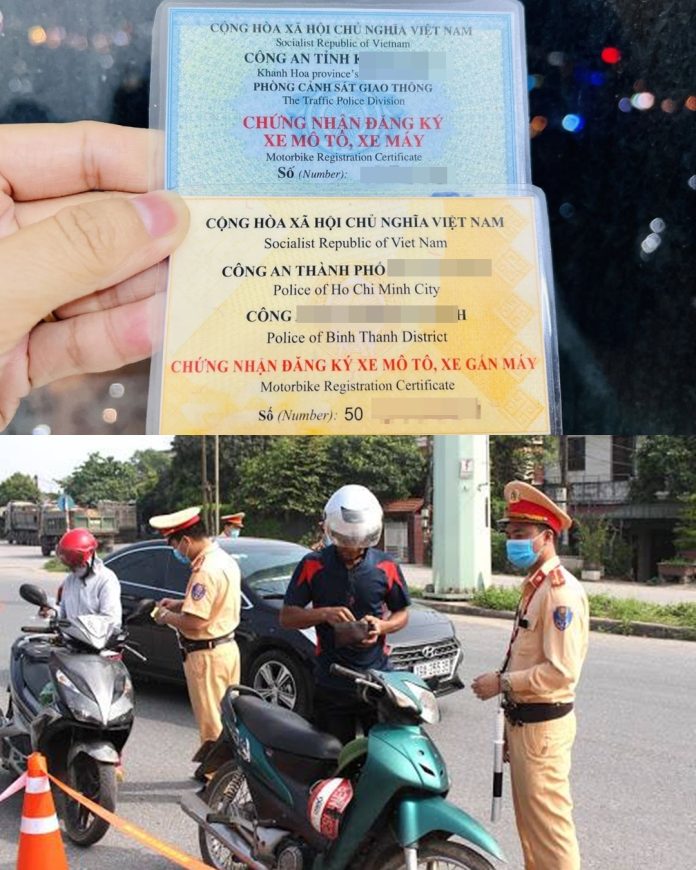 CỘNG HÒA XÃ HỘI CHỦ NGHĨA VIỆT NAM
Socialist Republic of Vietnam
CÔNG AN TỈNH K
Khanh Hoa province's
PHÒNG CẢNH SÁT GIAO THÔNG
The Traffic Police Division
CHỨNG NHẬN ĐĂNG KÝ
XE MÔ TÔ, XE MÁY
Motorbike Registration Certificate
Số (Number):
CỘNG HÒA XÃ HỘI CHỦ NGHĨA VIỆT NAM
Socialist Republic of Viet Nam
CÔNG AN THÀNH PHỐ
Police of Ho Chi Minh City
CÔNG H
Police of Binh Thanh District
CHỨNG NHẬN ĐĂNG KÝ XE MÔ TÔ, XE GẮN MÁY
Motorbike Registration Certificate
Số (Number): 50